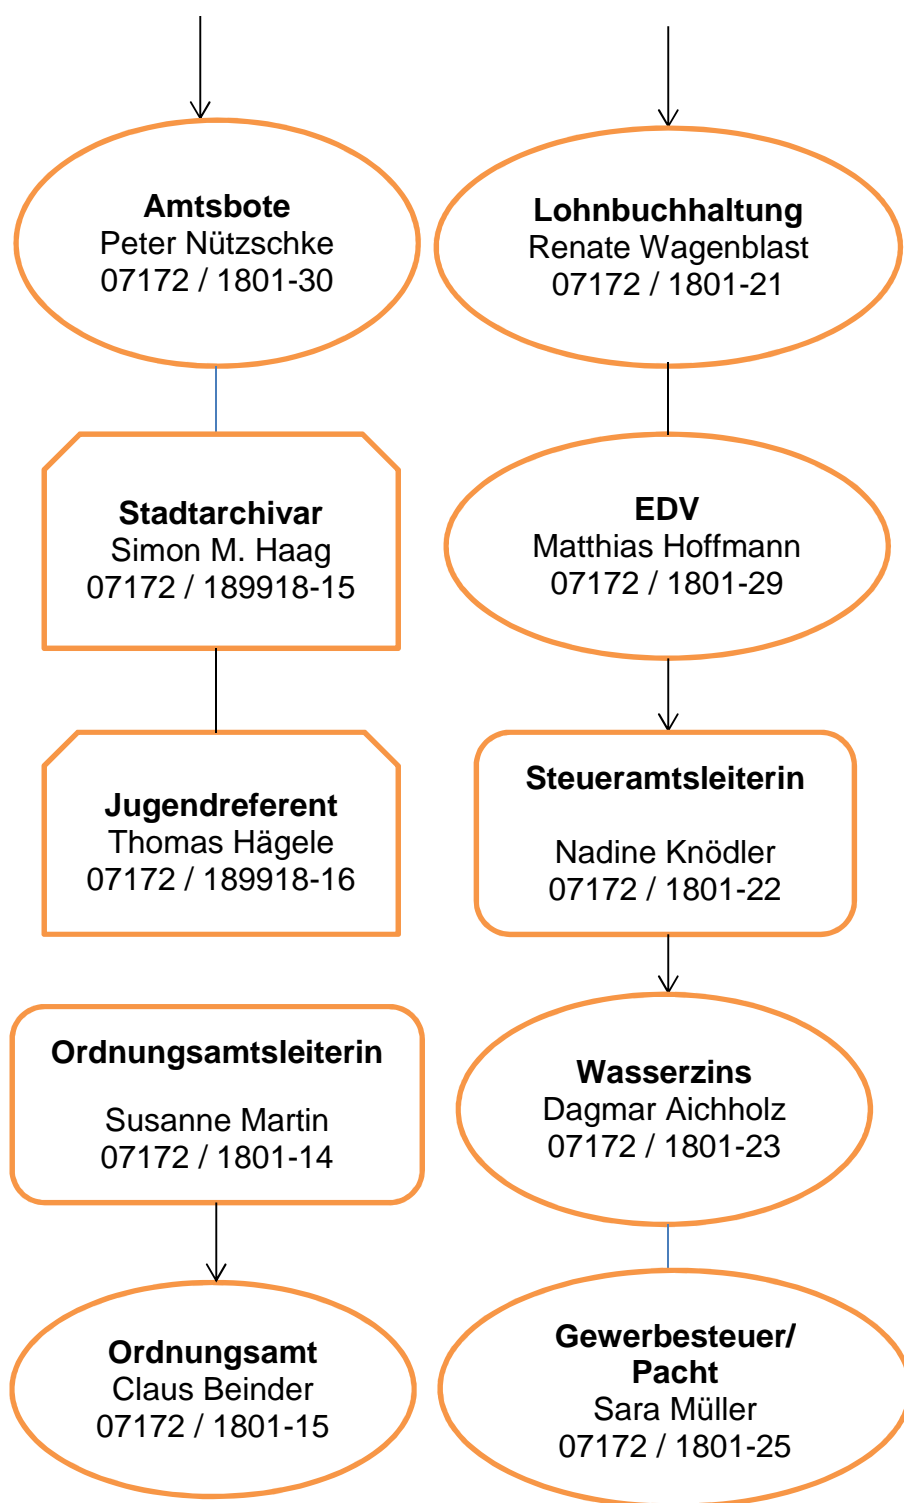 Amtsbote
Peter Nützschke
07172 / 1801-30
Stadtarchivar
Simon M. Haag
07172 / 189918-15
Jugendreferent
Thomas Hägele
07172 / 189918-16
Ordnungsamtsleiterin
Susanne Martin
07172 / 1801-14
Ordnungsamt
Claus Beinder
07172 / 1801-15
Lohnbuchhaltung
Renate Wagenblast
07172 / 1801-21
EDV
Matthias Hoffmann
07172 / 1801-29
Steueramtsleiterin
Nadine Knödler
07172 / 1801-22
Wasserzins
Dagmar Aichholz
07172 / 1801-23
Gewerbesteuer/
Pacht
Sara Müller
07172 / 1801-25